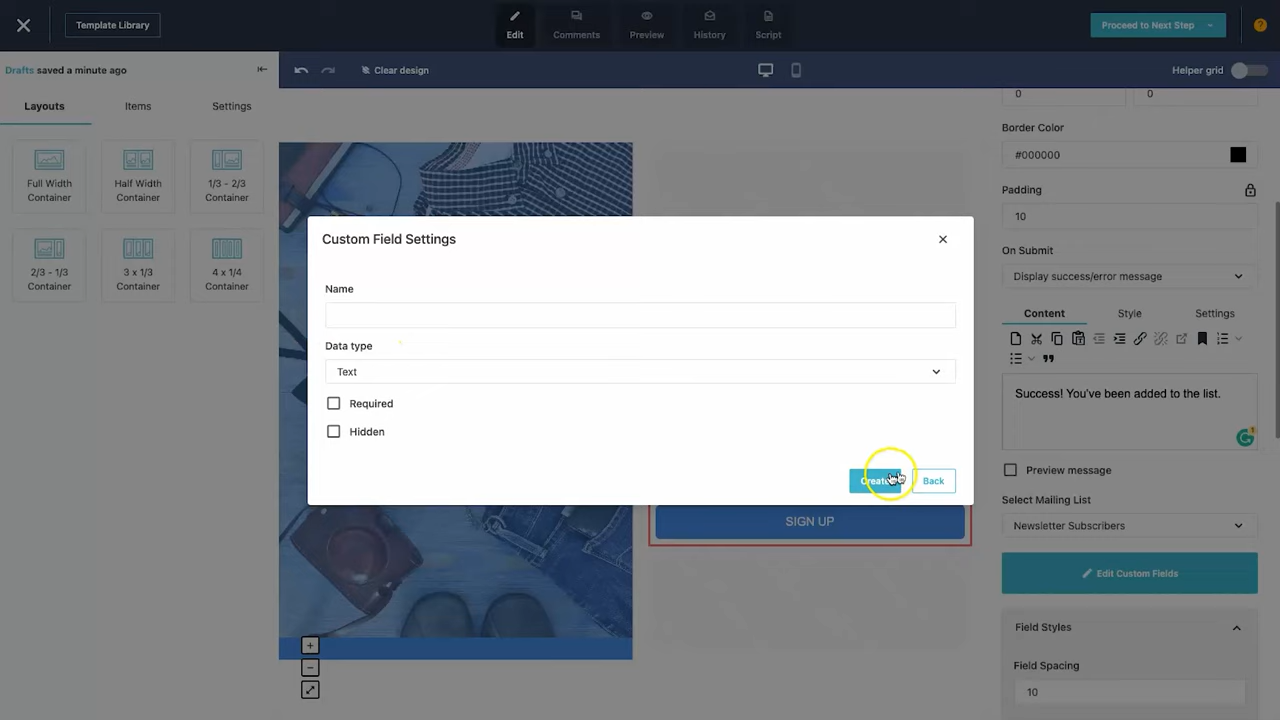 Template Library
Edit
Comments
Preview
History
Script
Proceed to Next Step
?
Drafts saved a minute ago
Clear design
Helper grid
Layouts
Items
Settings
Full Width
Container
Half Width
Container
1/3 - 2/3
Container
2/3 - 1/3
Container
3 x 1/3
Container
4 x 1/4
Container
Custom Field Settings
Name
Data type
Text
Required
Hidden
Create
Back
SIGN UP
0
0
Border Color
#000000
Padding
10
On Submit
Display success/error message
Content
Style
Settings
Success! You've been added to the list.
1
Preview message
Select Mailing List
Newsletter Subscribers
Edit Custom Fields
Field Styles
Field Spacing
10